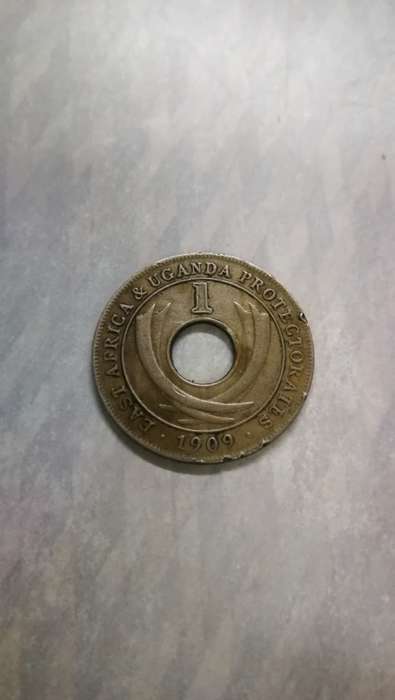 EAST AFRICA & UGANDA PROTECTORATES
1
· 1909 ·